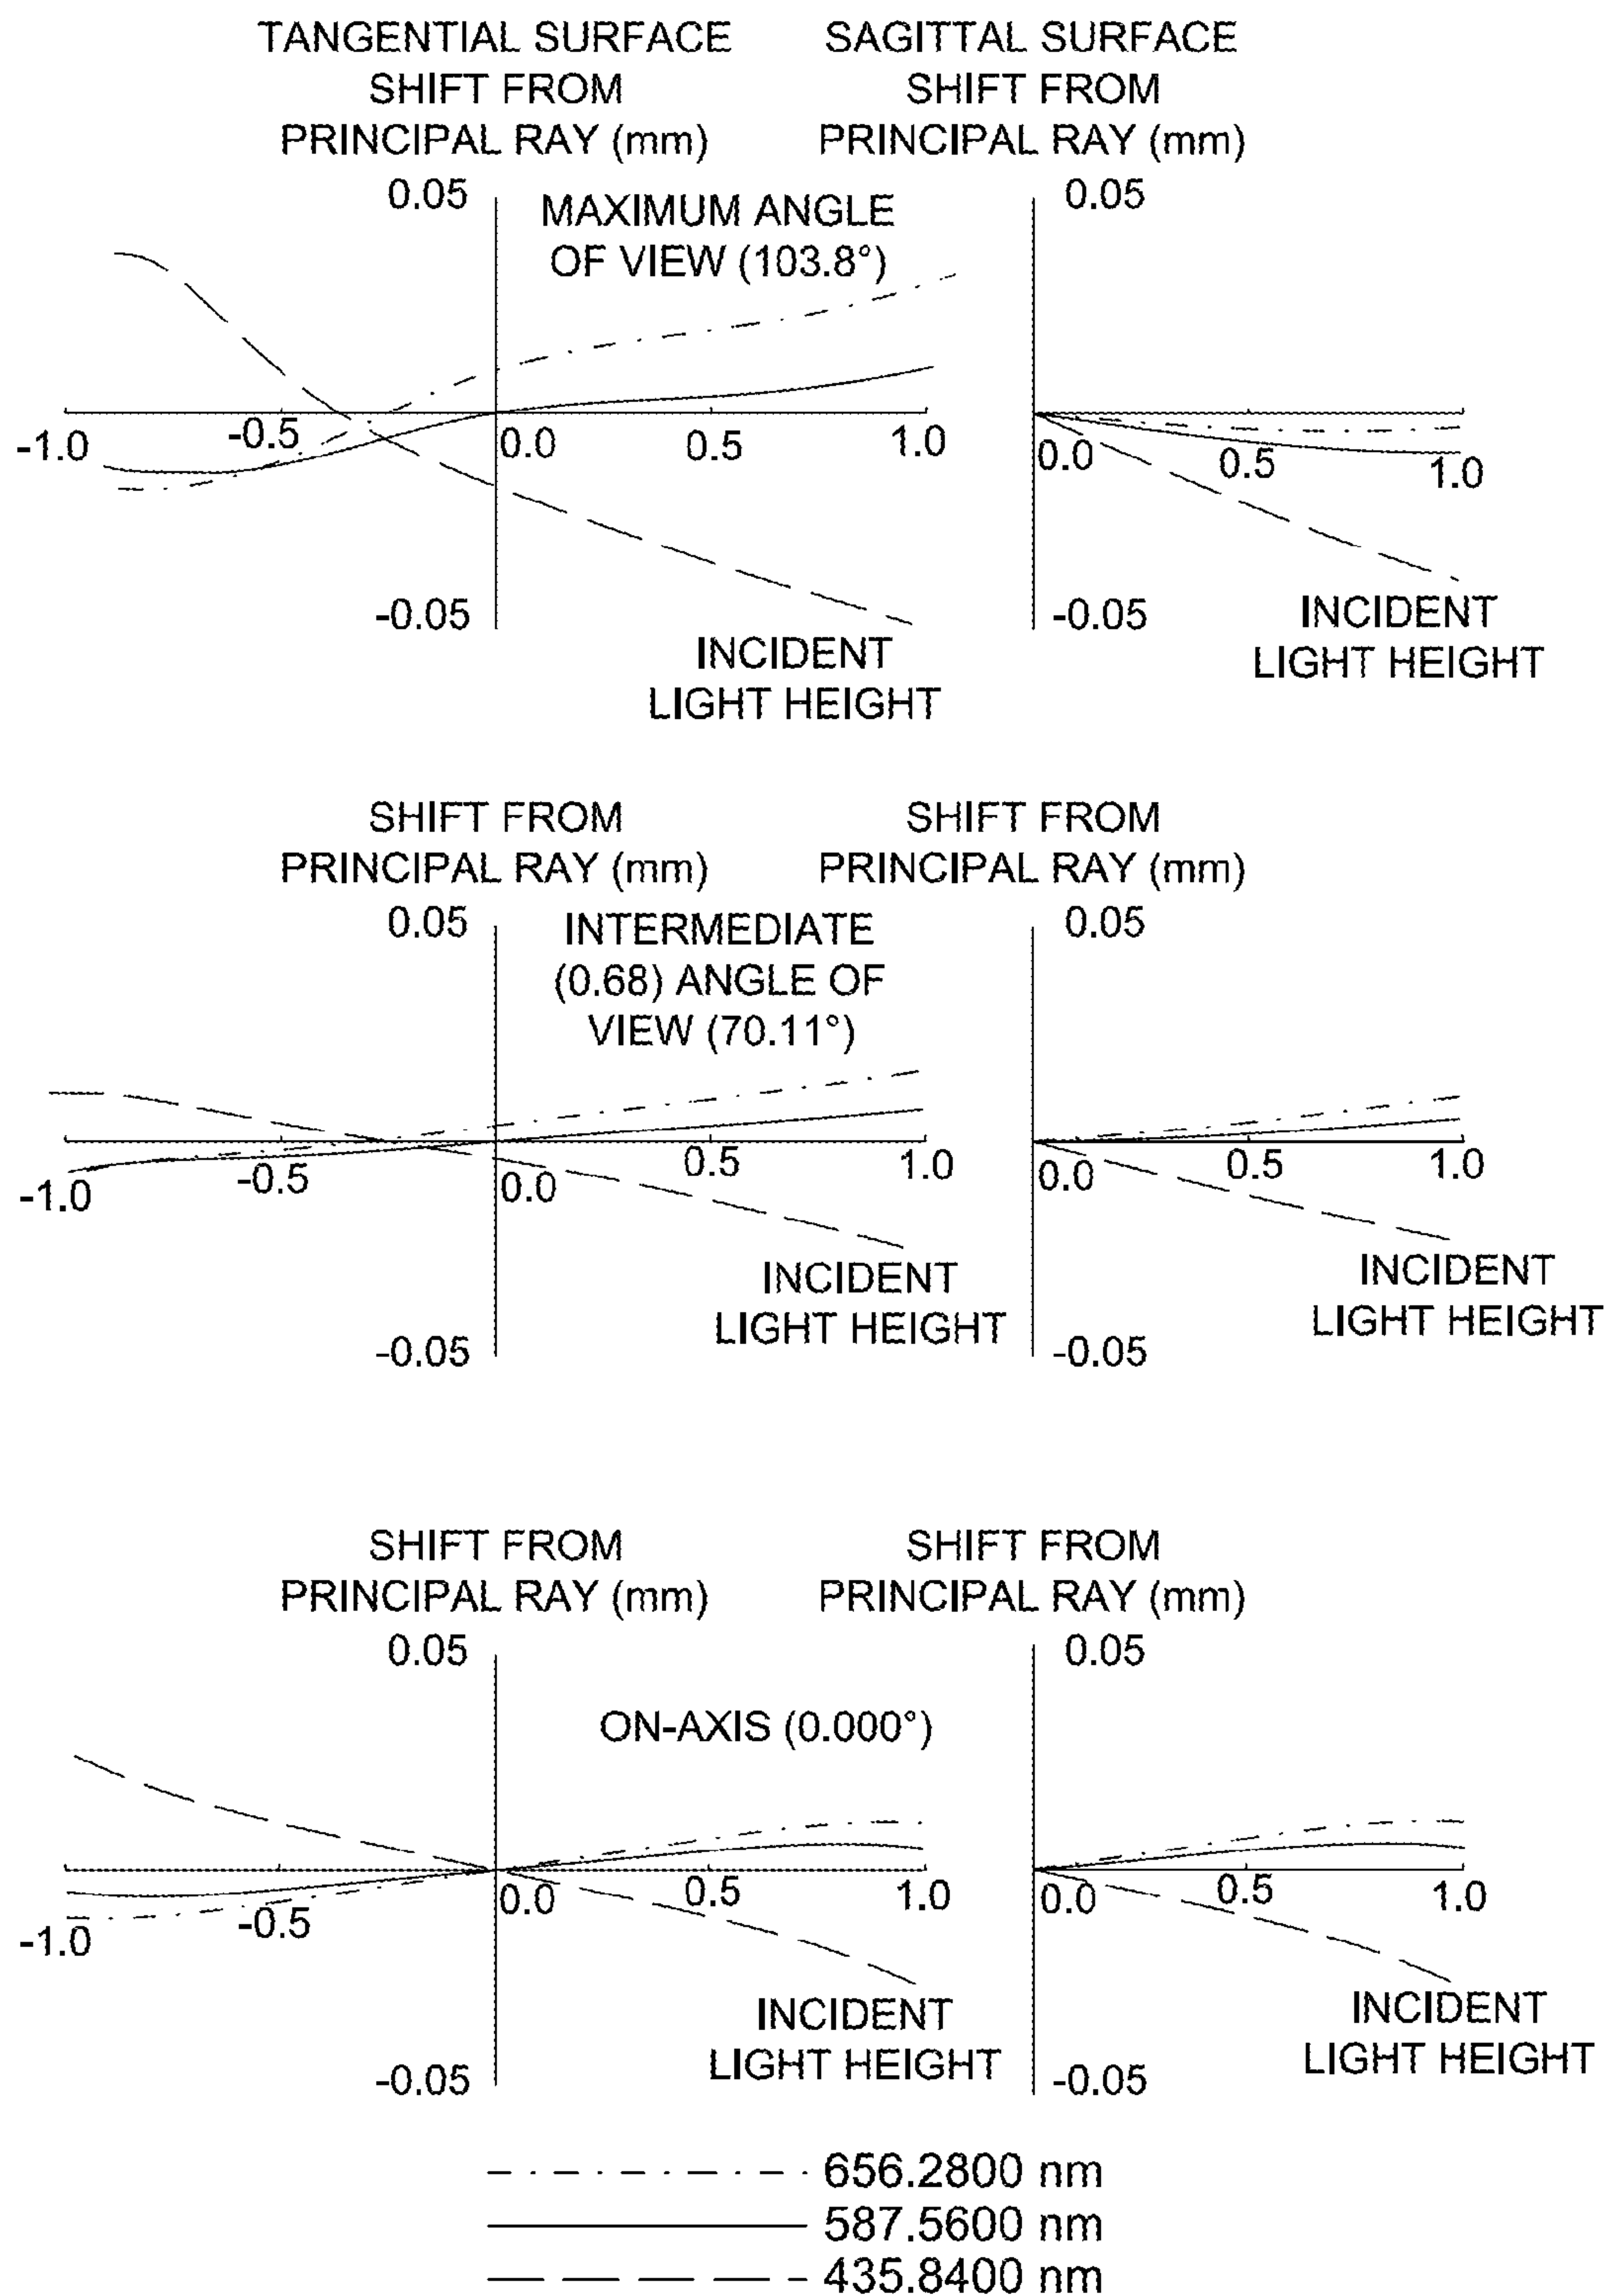 TANGENTIAL SURFACE
SHIFT FROM
PRINCIPAL RAY (mm)
SAGITTAL SURFACE
SHIFT FROM
PRINCIPAL RAY (mm)
0.05
MAXIMUM ANGLE
OF VIEW (103.8°)
-1.0
-0.5
0.0
0.5
1.0
-0.05
INCIDENT
LIGHT HEIGHT
0.05
0.0
0.5
1.0
-0.05
INCIDENT
LIGHT HEIGHT
SHIFT FROM
PRINCIPAL RAY (mm)
SHIFT FROM
PRINCIPAL RAY (mm)
0.05
INTERMEDIATE
(0.68) ANGLE OF
VIEW (70.11°)
-1.0
-0.5
0.0
0.5
1.0
-0.05
INCIDENT
LIGHT HEIGHT
0.05
0.0
0.5
1.0
-0.05
INCIDENT
LIGHT HEIGHT
SHIFT FROM
PRINCIPAL RAY (mm)
SHIFT FROM
PRINCIPAL RAY (mm)
0.05
ON-AXIS (0.000°)
-1.0
-0.5
0.0
0.5
1.0
-0.05
INCIDENT
LIGHT HEIGHT
0.05
0.0
0.5
1.0
-0.05
INCIDENT
LIGHT HEIGHT
656.2800 nm
587.5600 nm
435.8400 nm